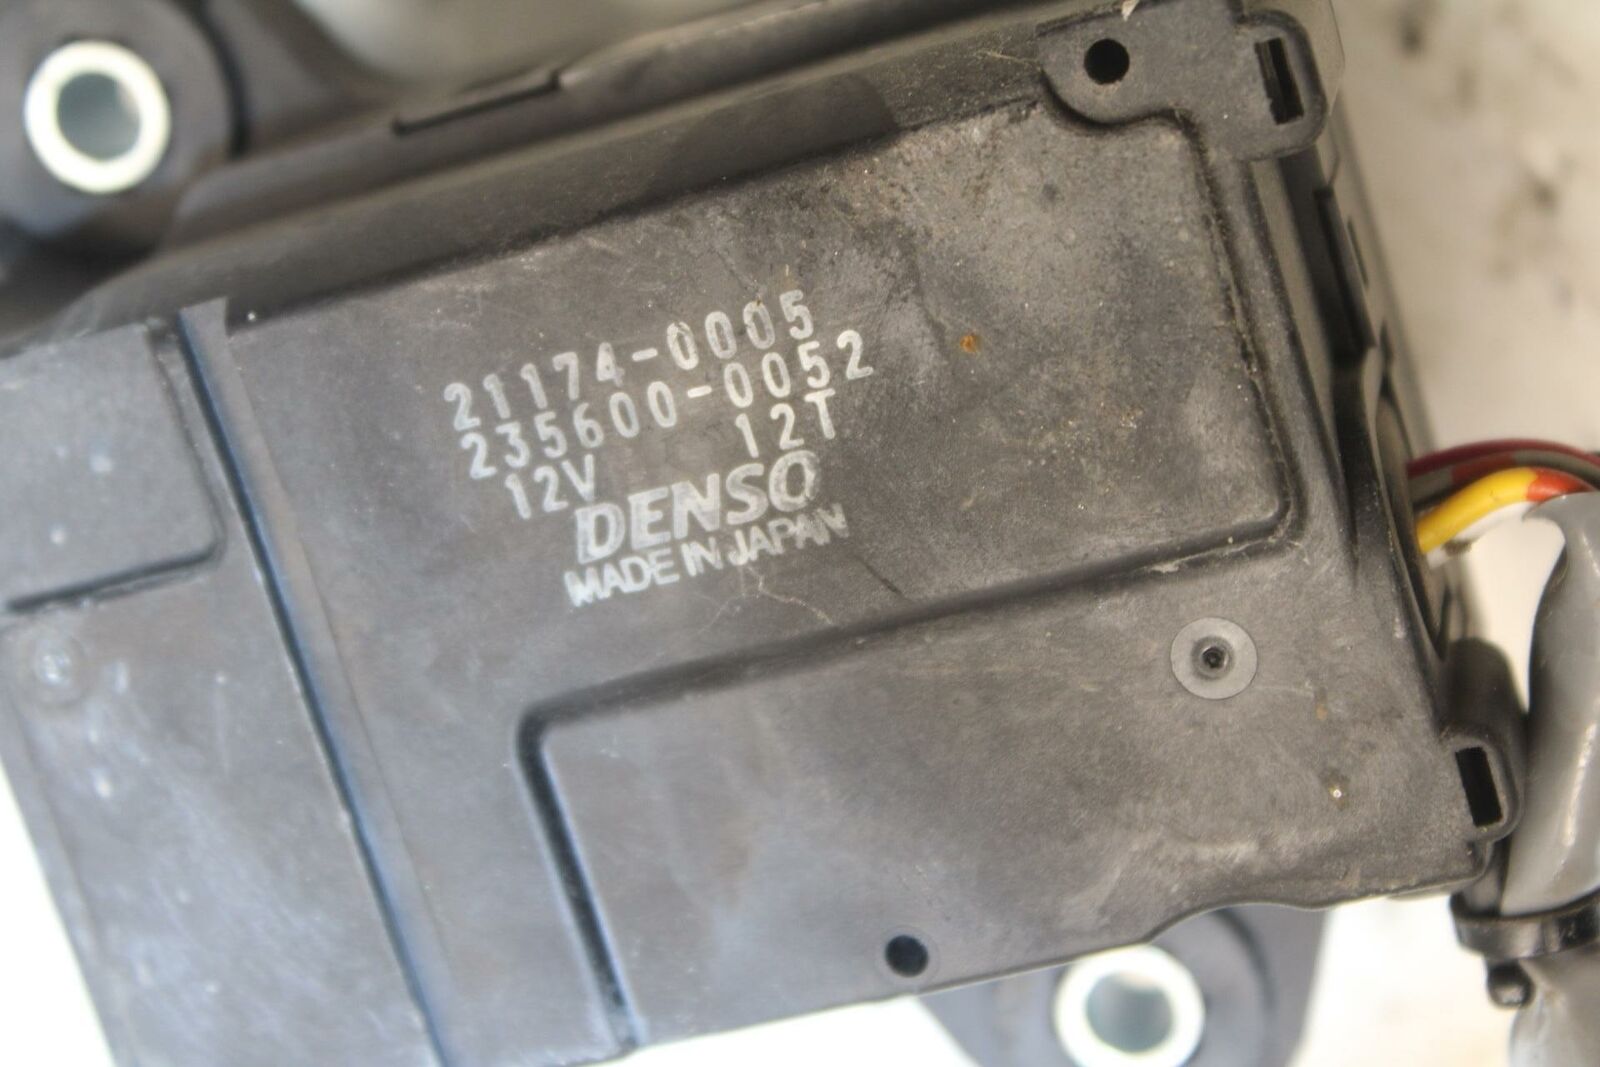 21174-0005
235600-0052
12V 12T
DENSO
MADE IN JAPAN